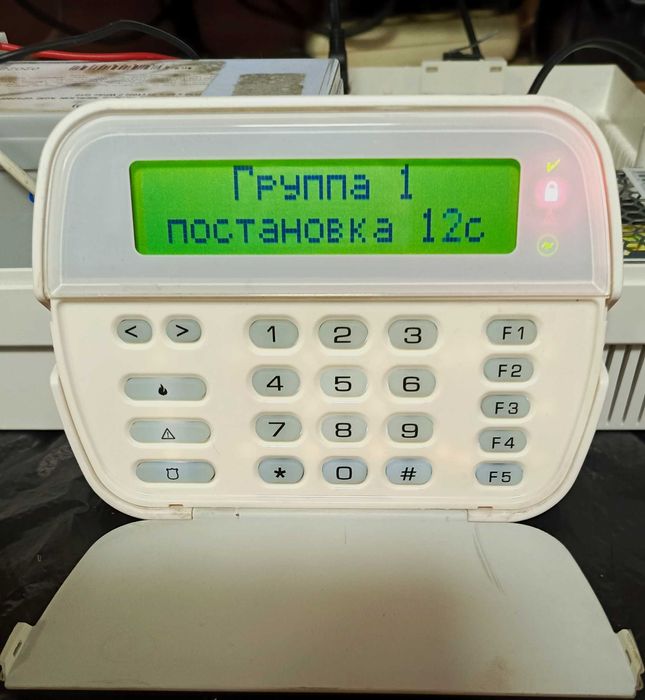 Группа 1
постановка 12с
< >
1 2 3
F1
F2
4 5 6
F3
7 8 9
F4
* 0 #
F5